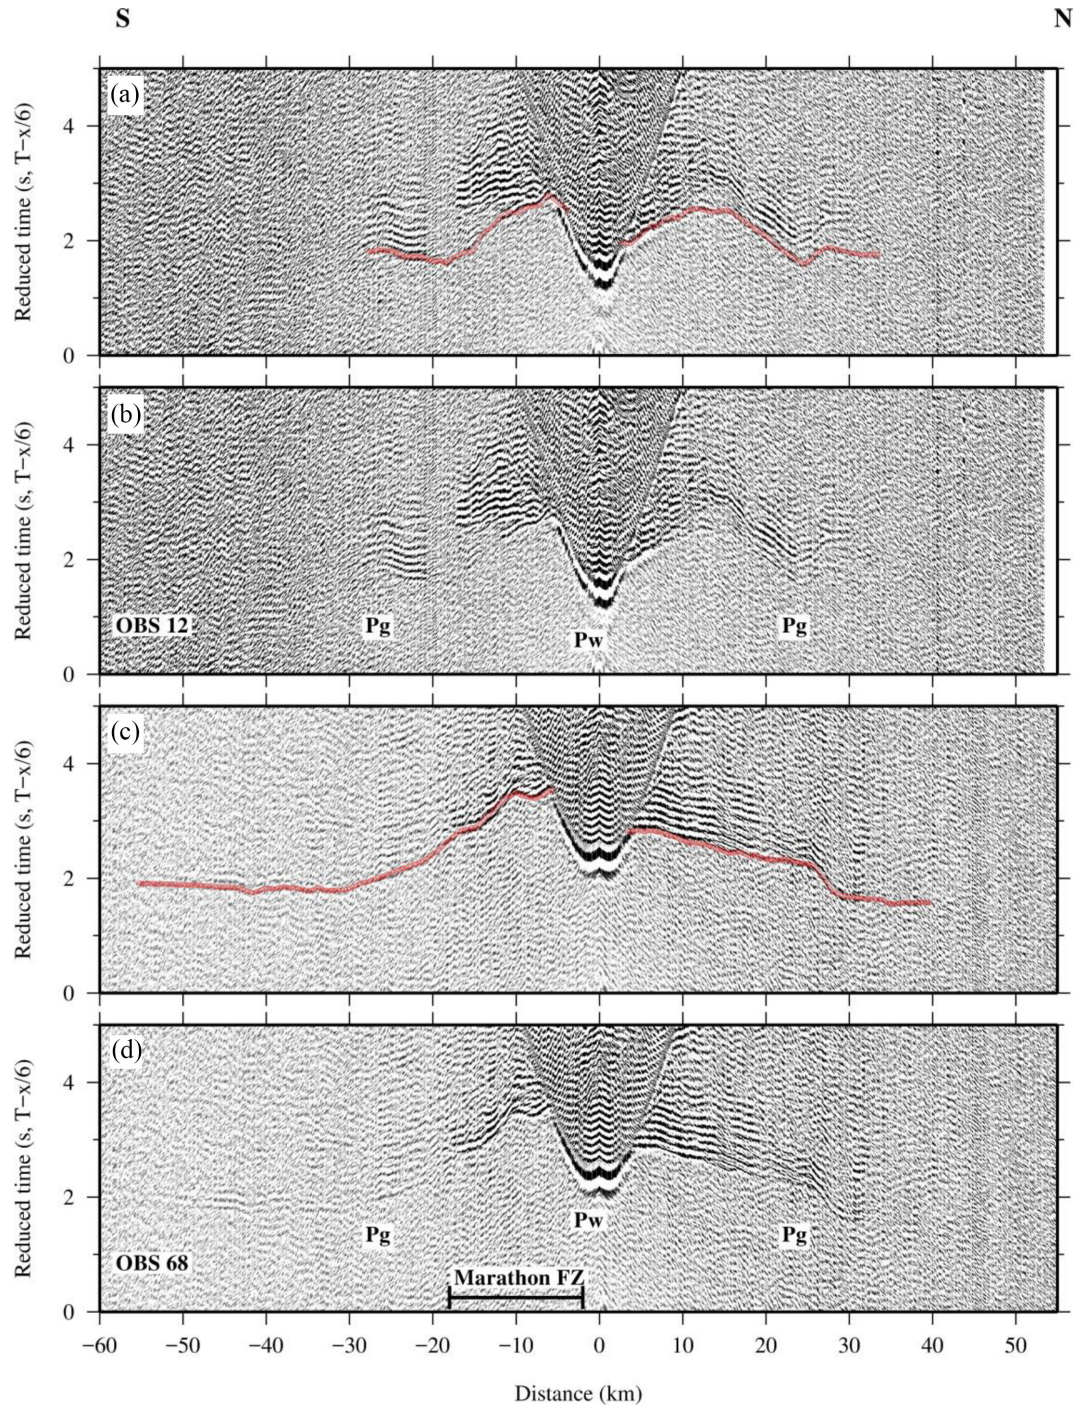 S N
(a)
Reduced time (s, T−x/6)
4
2
0
(b)
Reduced time (s, T−x/6)
4
2
0
Pg Pw Pg
OBS 12
(c)
Reduced time (s, T−x/6)
4
2
0
(d)
Reduced time (s, T−x/6)
4
2
0
Pg Pw Pg
OBS 68
Marathon FZ
−60 −50 −40 −30 −20 −10 0 10 20 30 40 50
Distance (km)